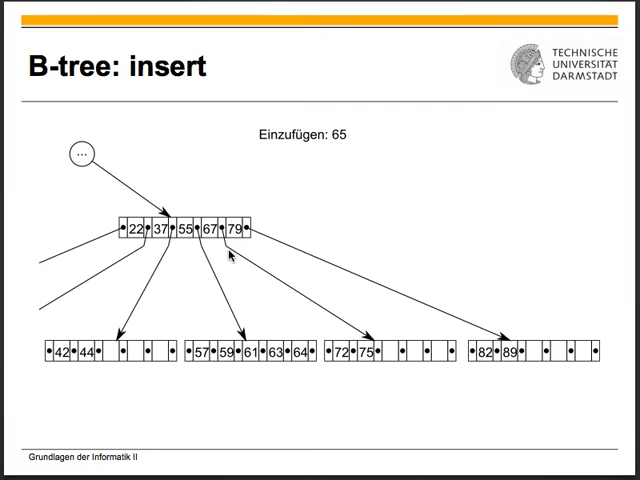 B-tree: insert
TECHNISCHE
UNIVERSITÄT
DARMSTADT
Einzufügen: 65
...
22 37 55 67 79
42 44
57 59 61 63 64
72 75
82 89
Grundlagen der Informatik II